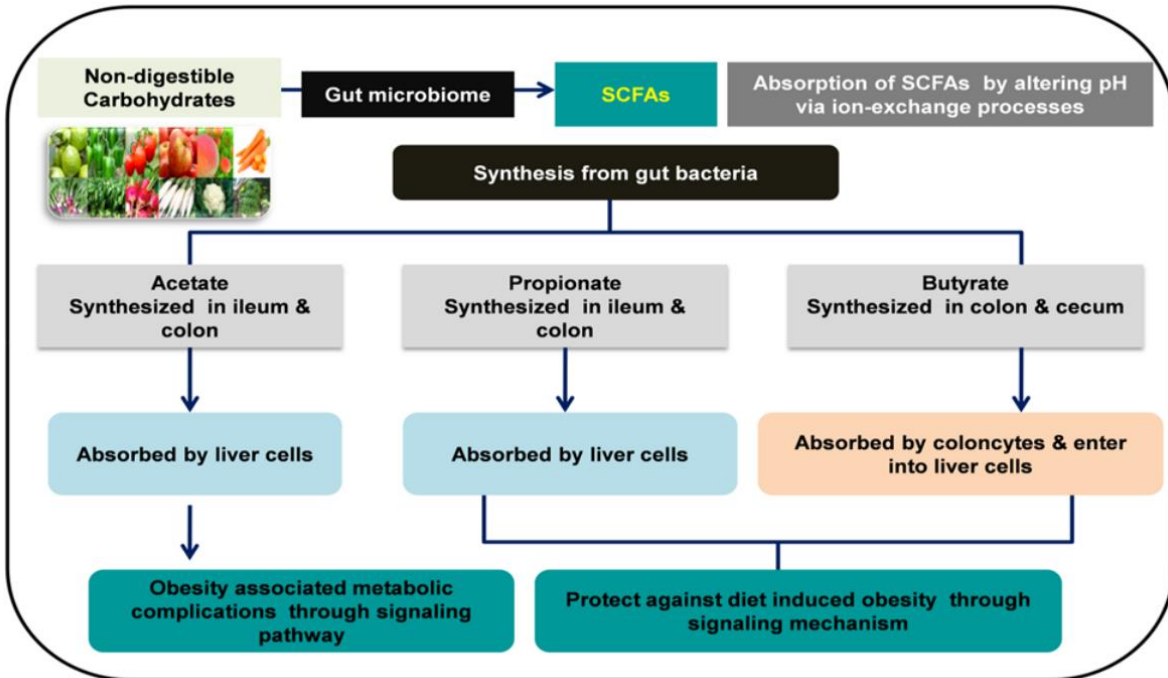 Non-digestible
Carbohydrates
Gut microbiome
SCFAs
Absorption of SCFAs by altering pH
via ion-exchange processes
Synthesis from gut bacteria
Acetate
Synthesized in ileum &
colon
Propionate
Synthesized in ileum &
colon
Butyrate
Synthesized in colon & cecum
Absorbed by liver cells
Absorbed by liver cells
Absorbed by coloncytes & enter
into liver cells
Obesity associated metabolic
complications through signaling
pathway
Protect against diet induced obesity through
signaling mechanism